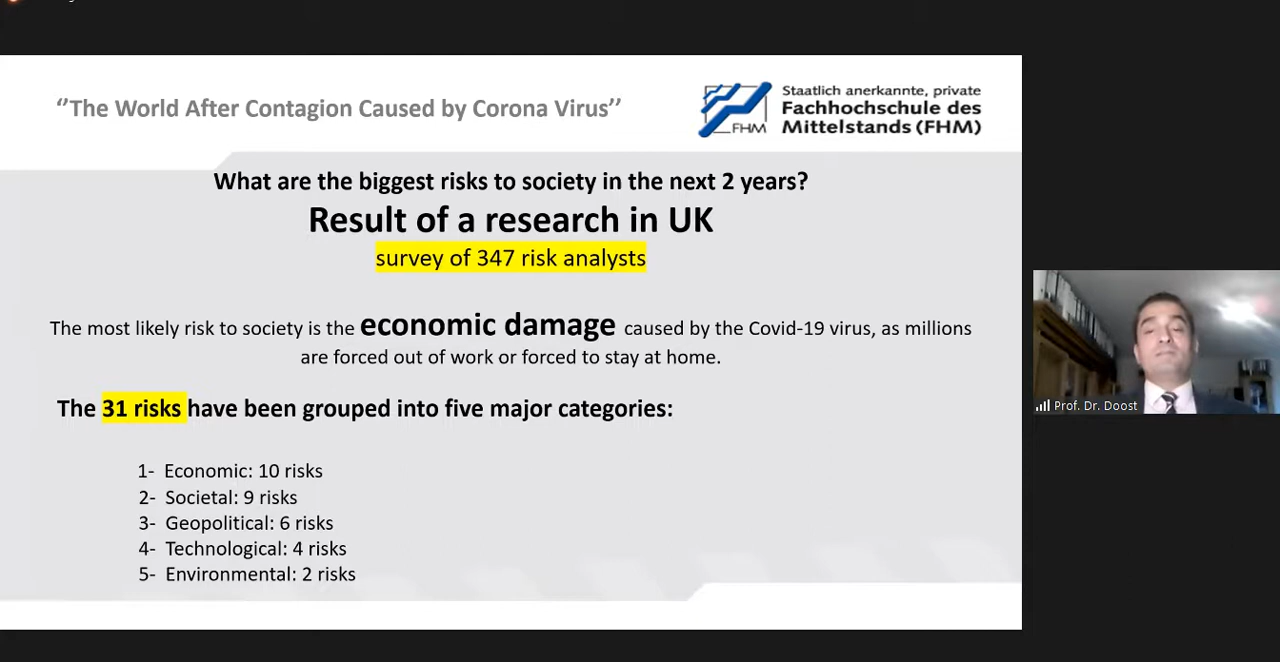 ‘’The World After Contagion Caused by Corona Virus’’
Staatlich anerkannte, private
Fachhochschule des
Mittelstands (FHM)
FHM
What are the biggest risks to society in the next 2 years?
Result of a research in UK
survey of 347 risk analysts
The most likely risk to society is the economic damage caused by the Covid-19 virus, as millions
are forced out of work or forced to stay at home.
The 31 risks have been grouped into five major categories:
1- Economic: 10 risks
2- Societal: 9 risks
3- Geopolitical: 6 risks
4- Technological: 4 risks
5- Environmental: 2 risks
Prof. Dr. Doost